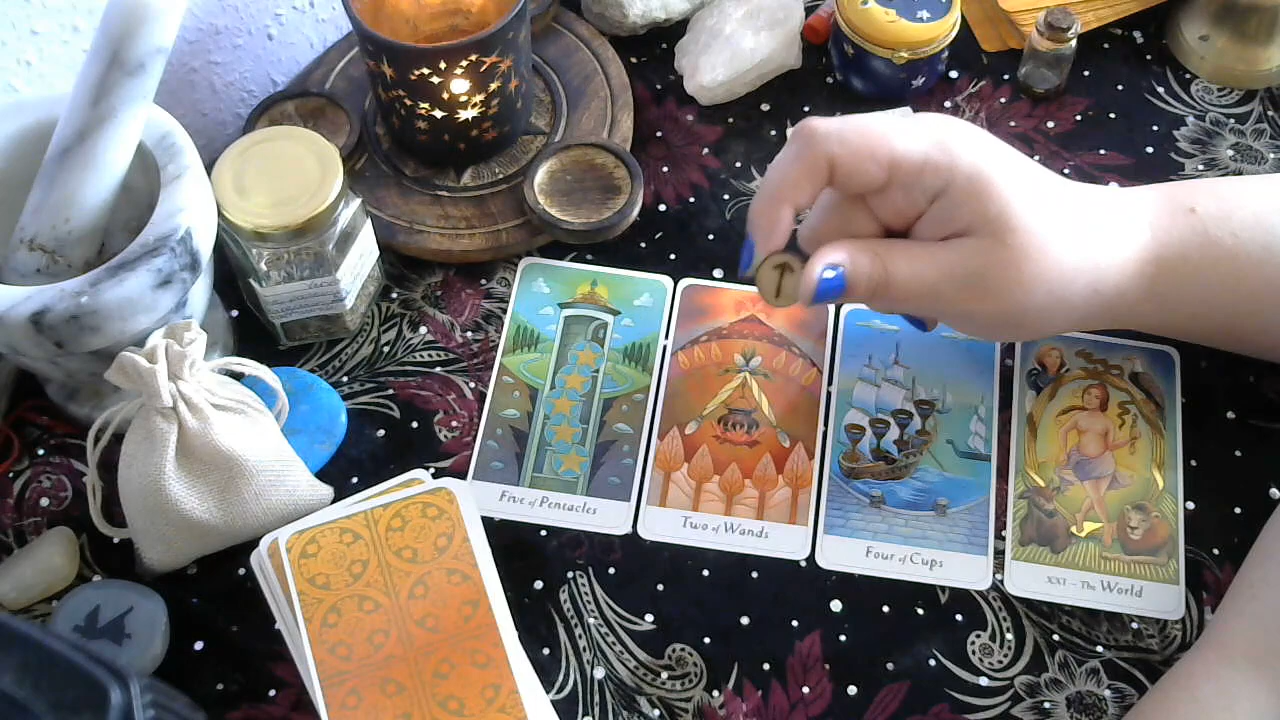 Five of Pentacles
Two of Wands
Four of Cups
XXI – The World